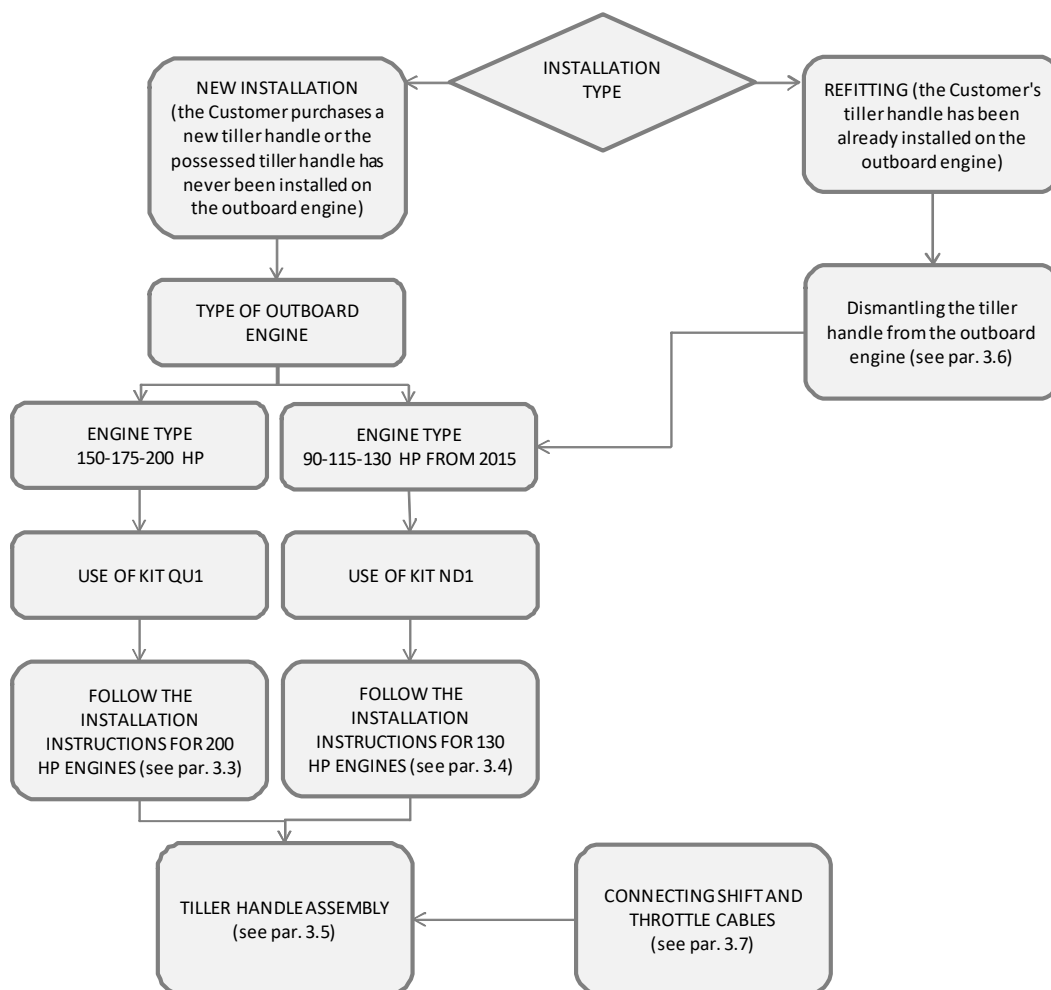 INSTALLATION
TYPE
NEW INSTALLATION
(the Customer purchases a
new tiller handle or the
possessed tiller handle has
never been installed on
the outboard engine)
REFITTING (the Customer's
tiller handle has been
already installed on the
outboard engine)
TYPE OF OUTBOARD
ENGINE
Dismantling the tiller
handle from the outboard
engine (see par. 3.6)
ENGINE TYPE
150-175-200 HP
ENGINE TYPE
90-115-130 HP FROM 2015
USE OF KIT QU1
USE OF KIT ND1
FOLLOW THE
INSTALLATION
INSTRUCTIONS FOR 200
HP ENGINES (see par. 3.3)
FOLLOW THE
INSTALLATION
INSTRUCTIONS FOR 130
HP ENGINES (see par. 3.4)
TILLER HANDLE ASSEMBLY
(see par. 3.5)
CONNECTING SHIFT AND
THROTTLE CABLES
(see par. 3.7)